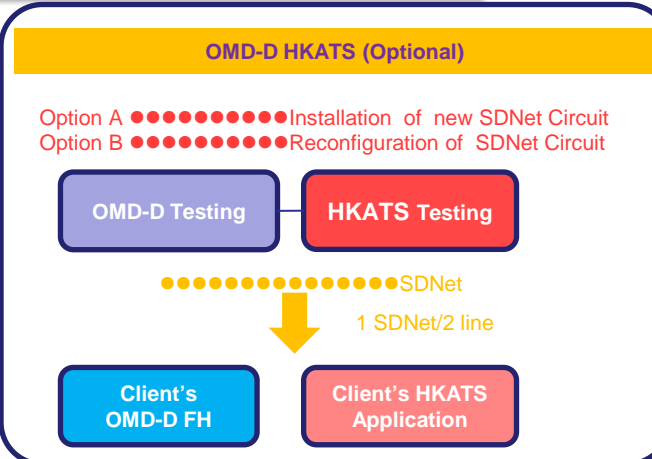 OMD-D HKATS (Optional)
Option A ●●●●●●●●●●Installation of new SDNet Circuit
Option B ●●●●●●●●●●Reconfiguration of SDNet Circuit
OMD-D Testing
HKATS Testing
●●●●●●●●●●●●●●●SDNet
1 SDNet/2 line
Client's
OMD-D FH
Client's HKATS
Application